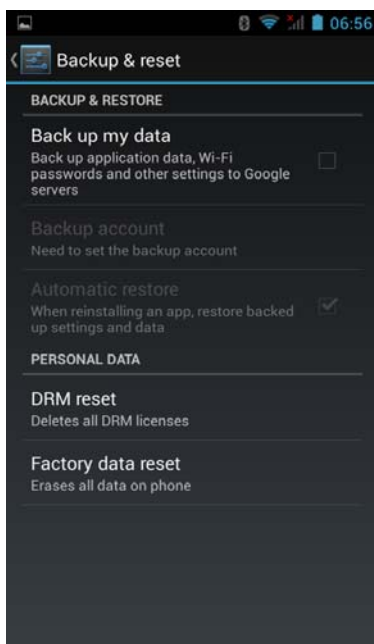 06:56
Backup & reset
BACKUP & RESTORE
Back up my data
Back up application data, Wi-Fi
passwords and other settings to Google
servers
Backup account
Need to set the backup account
Automatic restore
When reinstalling an app, restore backed
up settings and data
PERSONAL DATA
DRM reset
Deletes all DRM licenses
Factory data reset
Erases all data on phone